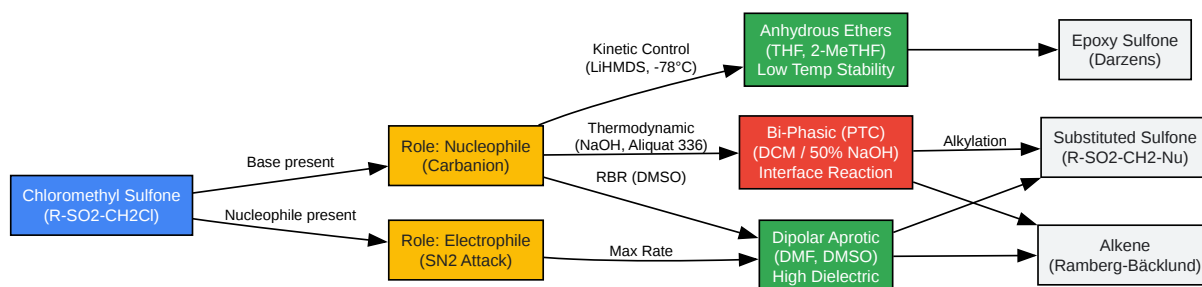 Chloromethyl Sulfone
(R-SO2-CH2Cl)
Base present
Nucleophile present
Role: Nucleophile
(Carbanion)
Role: Electrophile
(SN2 Attack)
Kinetic Control
(LiHMDS, -78°C)
Thermodynamic
(NaOH, Aliquat 336)
RBR (DMSO)
Max Rate
Anhydrous Ethers
(THF, 2-MeTHF)
Low Temp Stability
Bi-Phasic (PTC)
(DCM / 50% NaOH)
Interface Reaction
Dipolar Aprotic
(DMF, DMSO)
High Dielectric
Alkylation
Epoxy Sulfone
(Darzens)
Substituted Sulfone
(R-SO2-CH2-Nu)
Alkene
(Ramberg-Bäcklund)